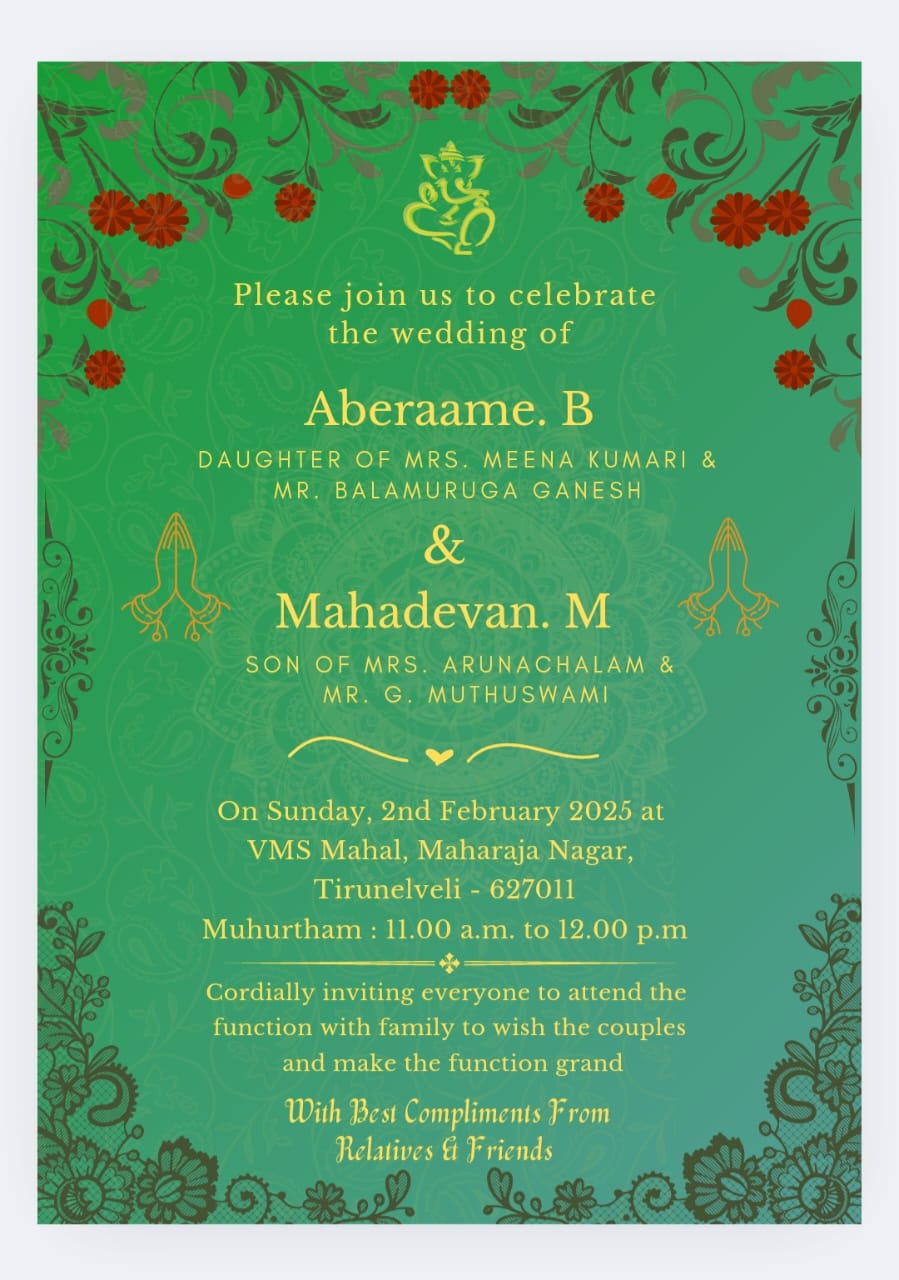 Please join us to celebrate
the wedding of
Aberaame. B
DAUGHTER OF MRS. MEENA KUMARI &
MR. BALAMURUGA GANESH
&
Mahadevan. M
SON OF MRS. ARUNACHALAM &
MR. G. MUTHUSWAMI
On Sunday, 2nd February 2025 at
VMS Mahal, Maharaja Nagar,
Tirunelveli - 627011
Muhurtham : 11.00 a.m. to 12.00 p.m
Cordially inviting everyone to attend the
function with family to wish the couples
and make the function grand
With Best Compliments From
Relatives & Friends